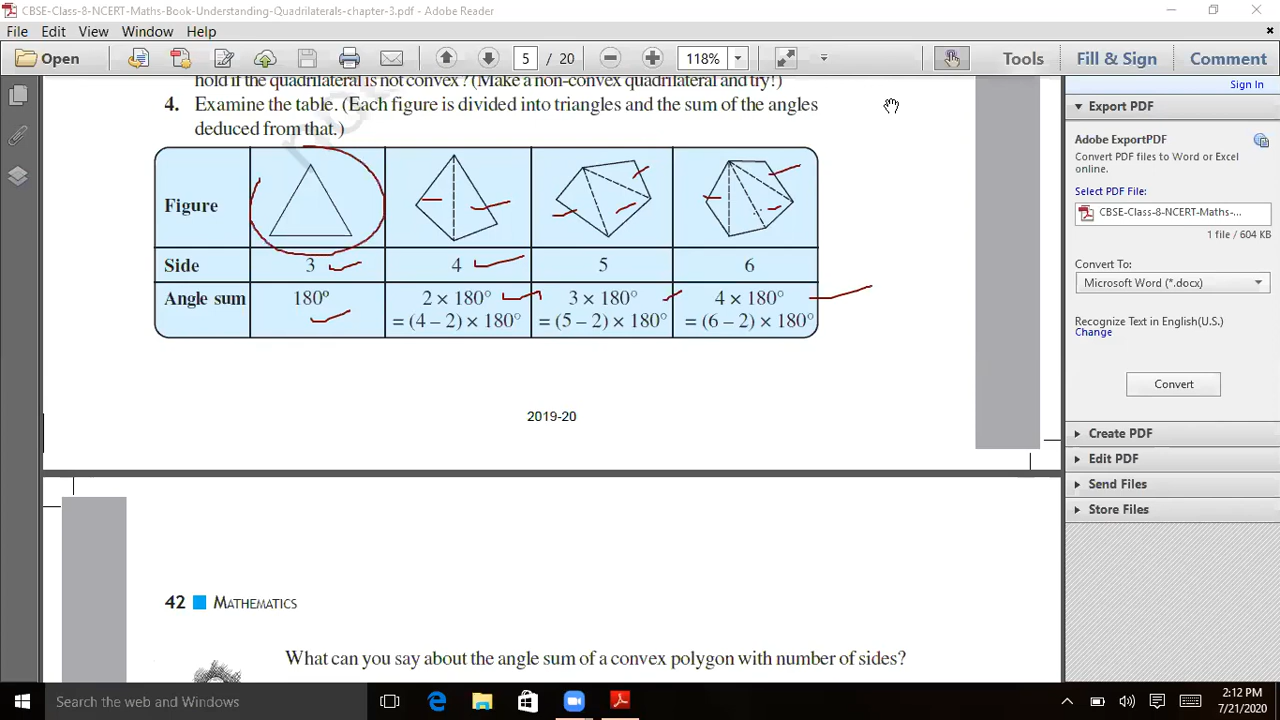 CBSE-Class-8-NCERT-Maths-Book-Understanding-Quadrilaterals-chapter-3.pdf - Adobe Reader
File Edit View Window Help
Open 5 / 20 118% Tools Fill & Sign Comment
Sign In
hold if the quadrilateral is not convex? (Make a non-convex quadrilateral and try!)
4. Examine the table. (Each figure is divided into triangles and the sum of the angles
deduced from that.)
Figure
Side 3 4 5 6
Angle sum 180° 2 × 180° 3 × 180° 4 × 180°
= (4 – 2) × 180° = (5 – 2) × 180° = (6 – 2) × 180°
2019-20
42 MATHEMATICS
What can you say about the angle sum of a convex polygon with number of sides?
Export PDF
Adobe ExportPDF
Convert PDF files to Word or Excel
online.
Select PDF File:
CBSE-Class-8-NCERT-Maths-...
1 file / 604 KB
Convert To:
Microsoft Word (*.docx)
Recognize Text in English(U.S.)
Change
Convert
Create PDF
Edit PDF
Send Files
Store Files
Search the web and Windows
2:12 PM
7/21/2020